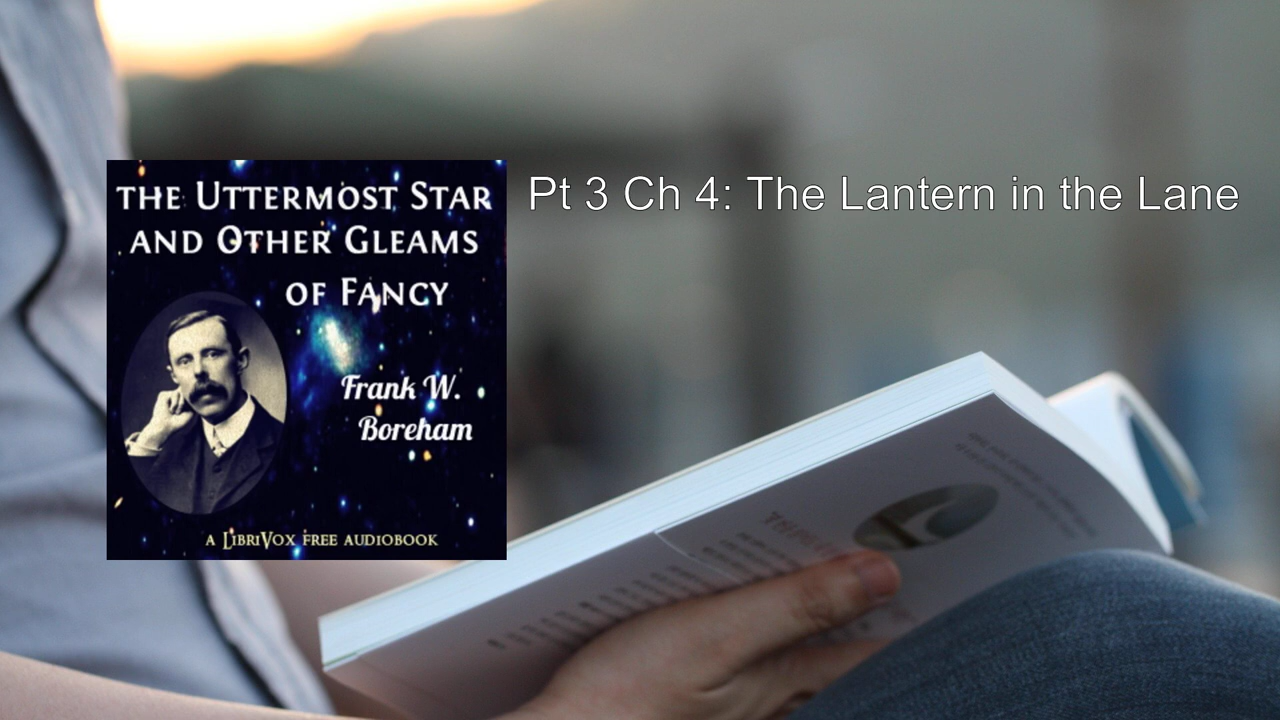 THE UTTERMOST STAR
AND OTHER GLEAMS
OF FANCY
Frank W.
Boreham
A LIBRIVOX FREE AUDIOBOOK
Pt 3 Ch 4: The Lantern in the Lane